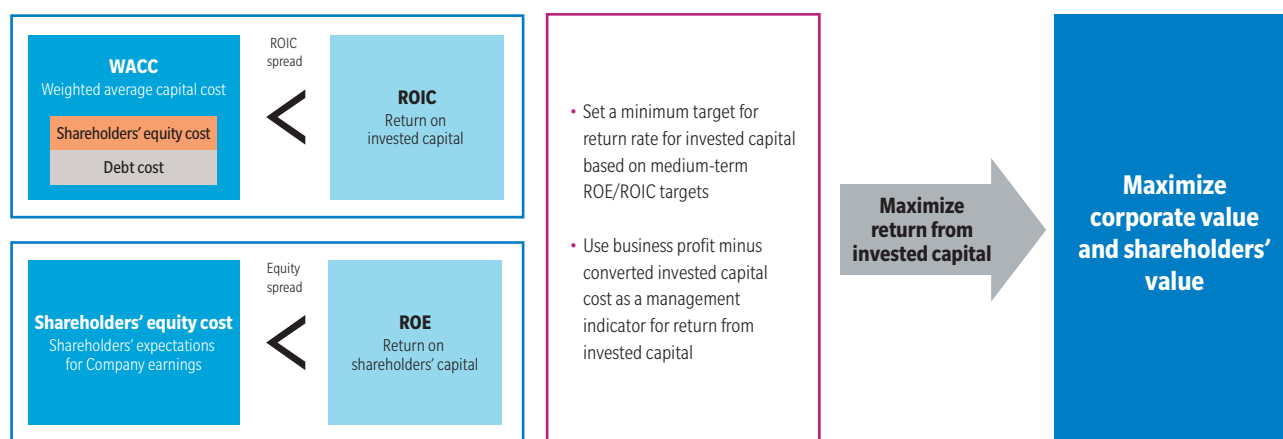 WACC
Weighted average capital cost
Shareholders’ equity cost
Debt cost
ROIC
spread
<
ROIC
Return on
invested capital
Shareholders’ equity cost
Shareholders’ expectations
for Company earnings
Equity
spread
<
ROE
Return on
shareholders’ capital
• Set a minimum target for
return rate for invested capital
based on medium-term
ROE/ROIC targets
• Use business profit minus
converted invested capital
cost as a management
indicator for return from
invested capital
Maximize
return from
invested capital
Maximize
corporate value
and shareholders’
value